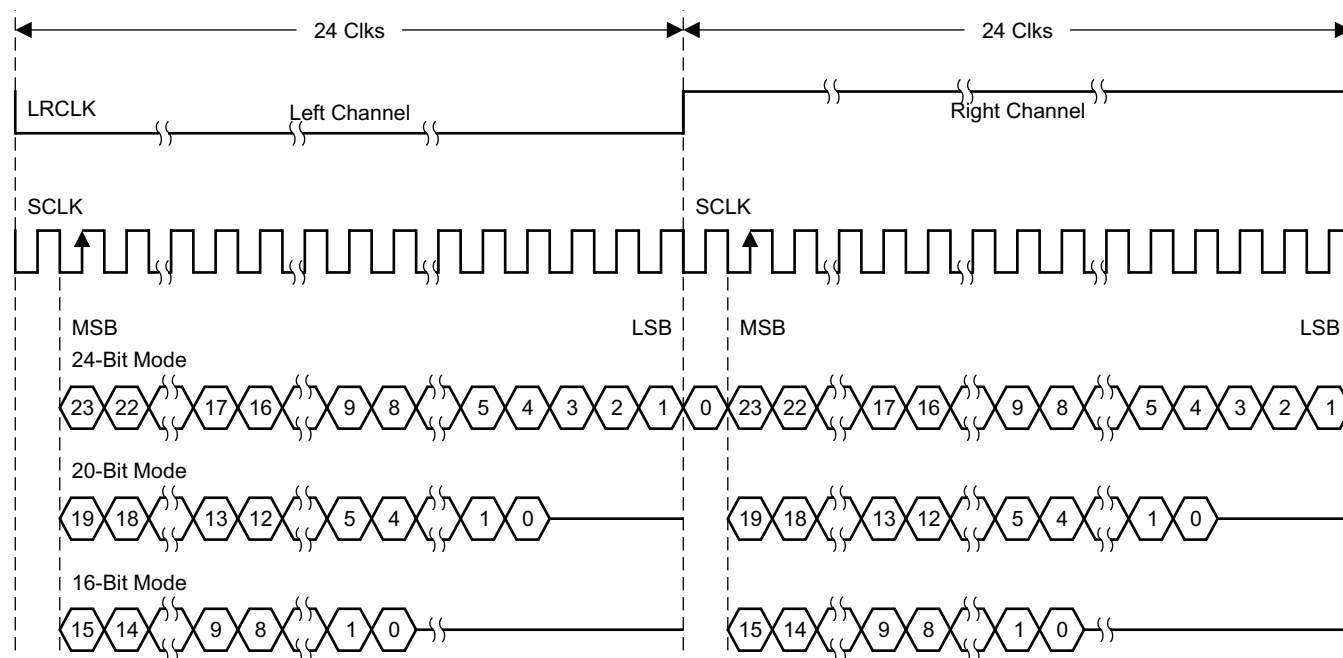 24 Clks 24 Clks
LRCLK Left Channel Right Channel
SCLK SCLK
MSB LSB MSB LSB
24-Bit Mode
23 22 17 16 9 8 5 4 3 2 1 0 23 22 17 16 9 8 5 4 3 2 1
20-Bit Mode
19 18 13 12 5 4 1 0 19 18 13 12 5 4 1 0
16-Bit Mode
15 14 9 8 1 0 15 14 9 8 1 0